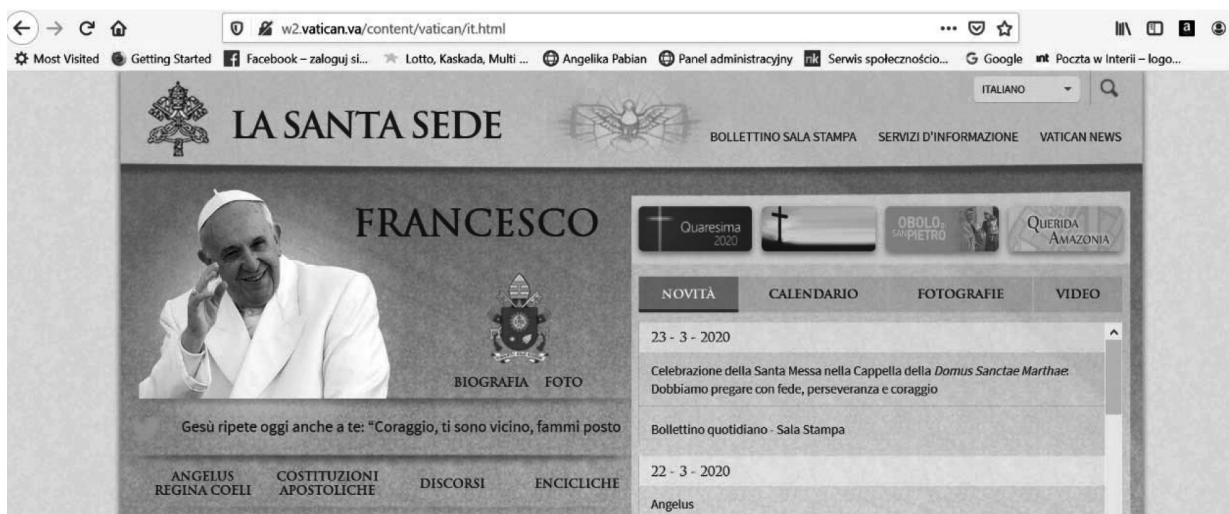 w2.vatican.va/content/vatican/it.html
Most Visited Getting Started Facebook – zaloguj si... Lotto, Kaskada, Multi ... Angelika Pabian Panel administracyjny nk Serwis społecznościo... G Google int Poczta w Interii – logo...
ITALIANO
LA SANTA SEDE
BOLLETTINO SALA STAMPA SERVIZI D'INFORMAZIONE VATICAN NEWS
FRANCESCO
BIOGRAFIA FOTO
Gesù ripete oggi anche a te: “Coraggio, ti sono vicino, fammi posto
ANGELUS
REGINA COELI
COSTITUZIONI
APOSTOLICHE
DISCORSI
ENCICLICHE
Quaresima
2020
OBOLO DI
SAN PIETRO
QUERIDA
AMAZONIA
NOVITÀ CALENDARIO FOTOGRAFIE VIDEO
23 - 3 - 2020
Celebrazione della Santa Messa nella Cappella della Domus Sanctae Marthae:
Dobbiamo pregare con fede, perseveranza e coraggio
Bollettino quotidiano - Sala Stampa
22 - 3 - 2020
Angelus